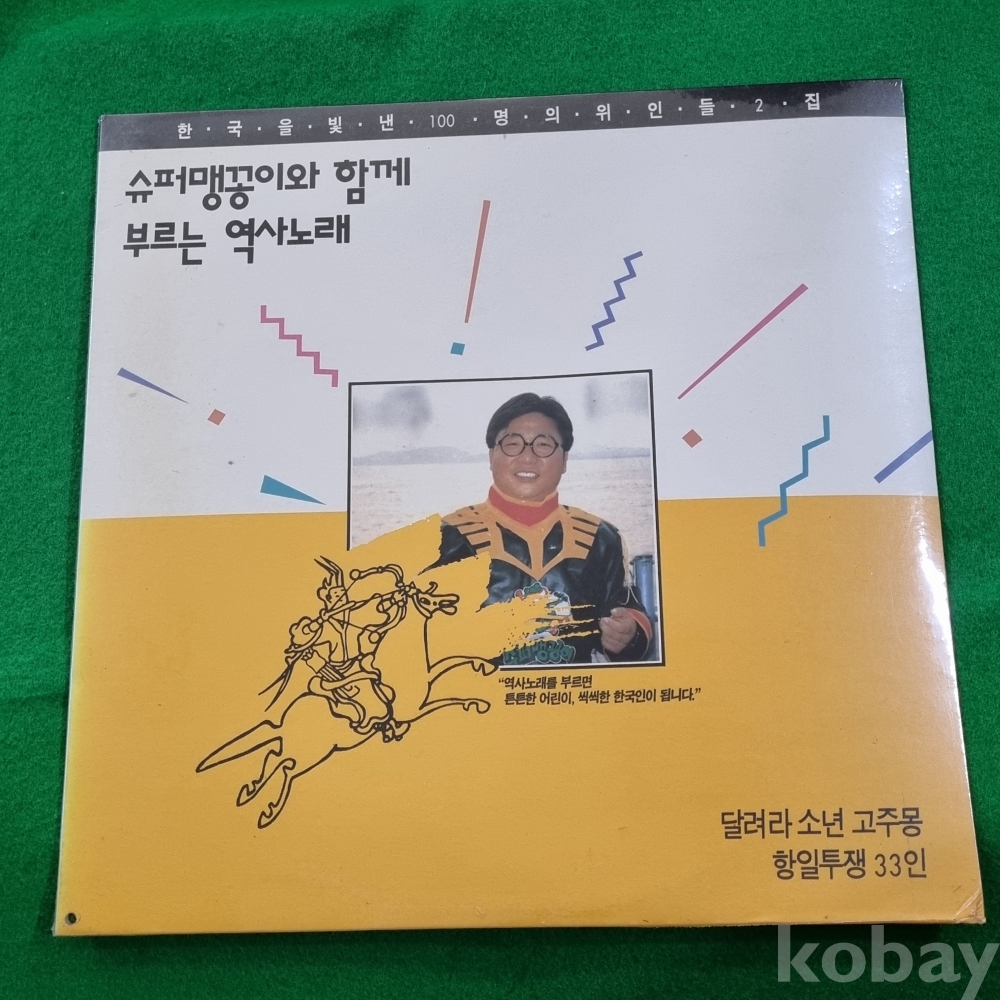 한·국·을·빛·낸·100·명·의·위·인·들·2·집
슈퍼맹꽁이와 함께
부르는 역사노래
"역사노래를 부르면
튼튼한 어린이, 씩씩한 한국인이 됩니다."
달려라 소년 고주몽
항일투쟁 33인
kobay